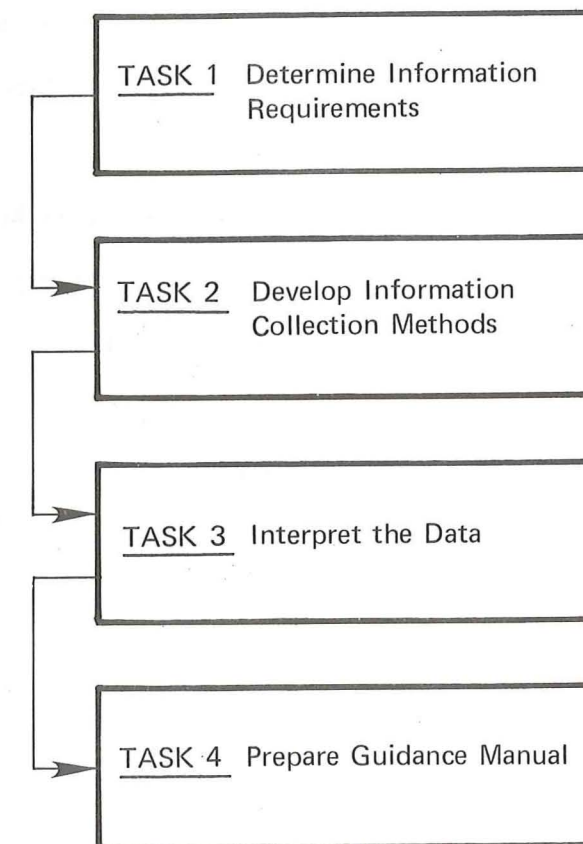 TASK 1 Determine Information
Requirements
TASK 2 Develop Information
Collection Methods
TASK 3 Interpret the Data
TASK 4 Prepare Guidance Manual